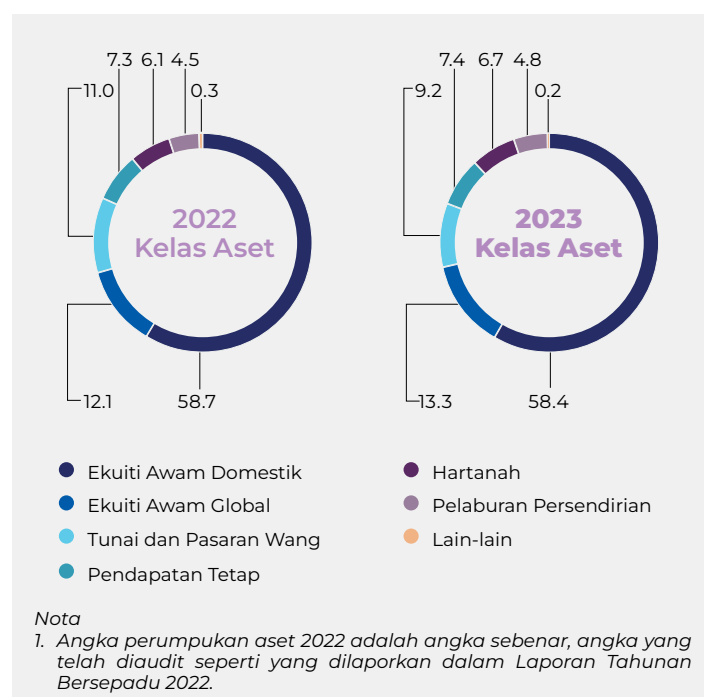 7.3 6.1 4.5
11.0 0.3
2022
Kelas Aset
12.1 58.7
7.4 6.7 4.8
9.2 0.2
2023
Kelas Aset
13.3 58.4
Ekuiti Awam Domestik
Ekuiti Awam Global
Tunai dan Pasaran Wang
Pendapatan Tetap
Hartanah
Pelaburan Persendirian
Lain-lain
Nota
1. Angka perumpukan aset 2022 adalah angka sebenar, angka yang
telah diaudit seperti yang dilaporkan dalam Laporan Tahunan
Bersepadu 2022.